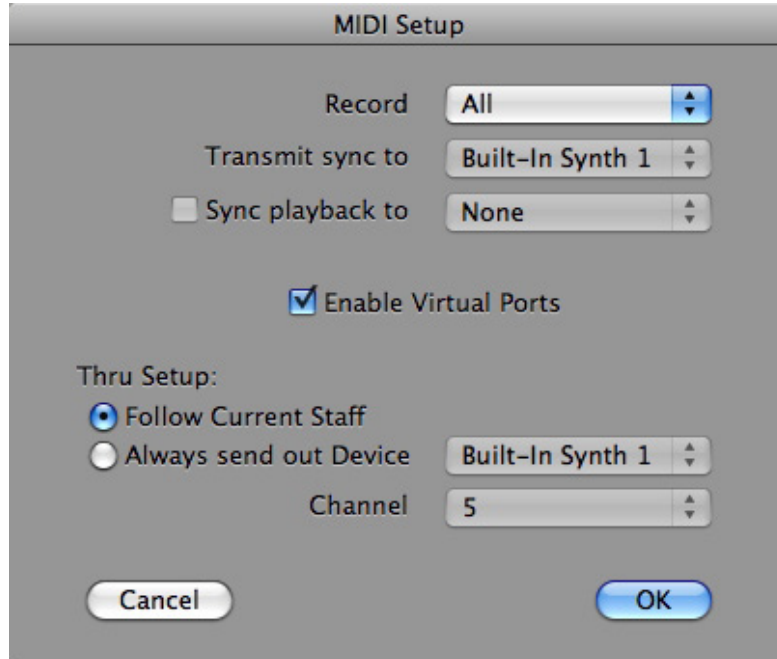 MIDI Setup
Record All
Transmit sync to Built-In Synth 1
Sync playback to None
Enable Virtual Ports
Thru Setup:
Follow Current Staff
Always send out Device Built-In Synth 1
Channel 5
Cancel OK